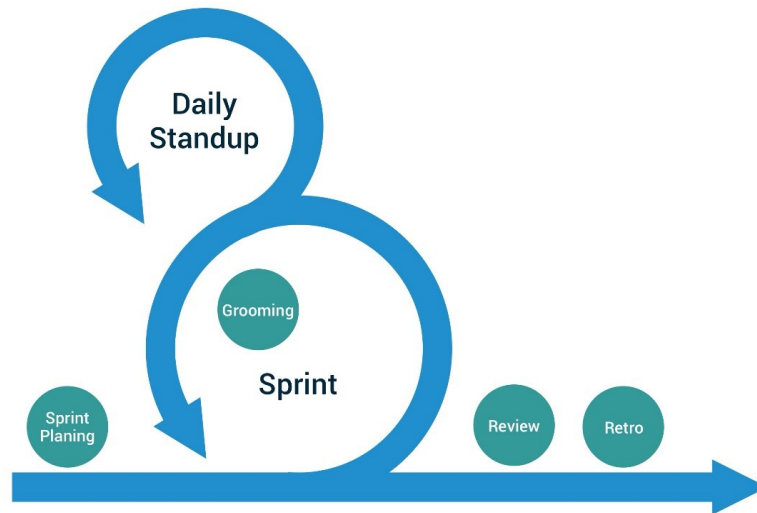 Daily
Standup
Grooming
Sprint
Sprint
Planing
Review
Retro